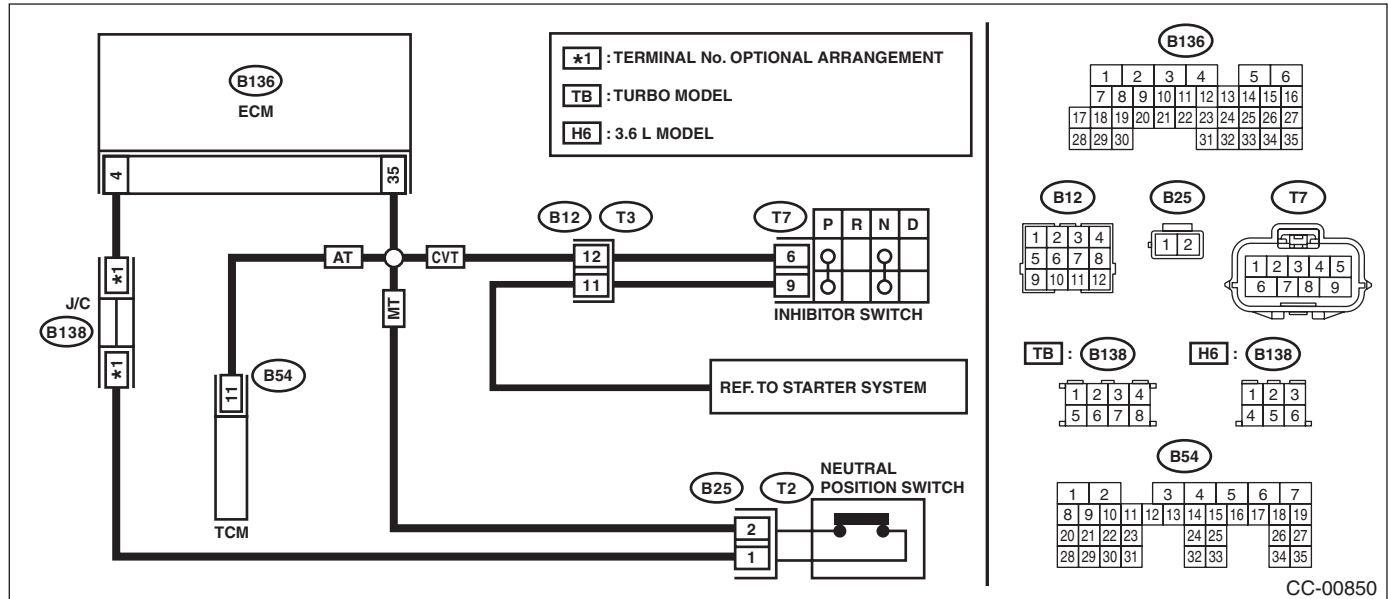 B136
ECM
4
35
*1 : TERMINAL No. OPTIONAL ARRANGEMENT
TB : TURBO MODEL
H6 : 3.6 L MODEL
AT
CVT
MT
B12 T3
12
11
T7
6
9
P R N D
INHIBITOR SWITCH
*1
J/C
B138
*1
B54
11
TCM
REF. TO STARTER SYSTEM
B25 T2
NEUTRAL
POSITION SWITCH
2
1
B136
1 2 3 4 5 6
7 8 9 10 11 12 13 14 15 16
17 18 19 20 21 22 23 24 25 26 27
28 29 30 31 32 33 34 35
B12
1 2 3 4
5 6 7 8
9 10 11 12
B25
1 2
T7
1 2 3 4 5
6 7 8 9
TB : B138
1 2 3 4
5 6 7 8
H6 : B138
1 2 3
4 5 6
B54
1 2 3 4 5 6 7
8 9 10 11 12 13 14 15 16 17 18 19
20 21 22 23 24 25 26 27
28 29 30 31 32 33 34 35
CC-00850